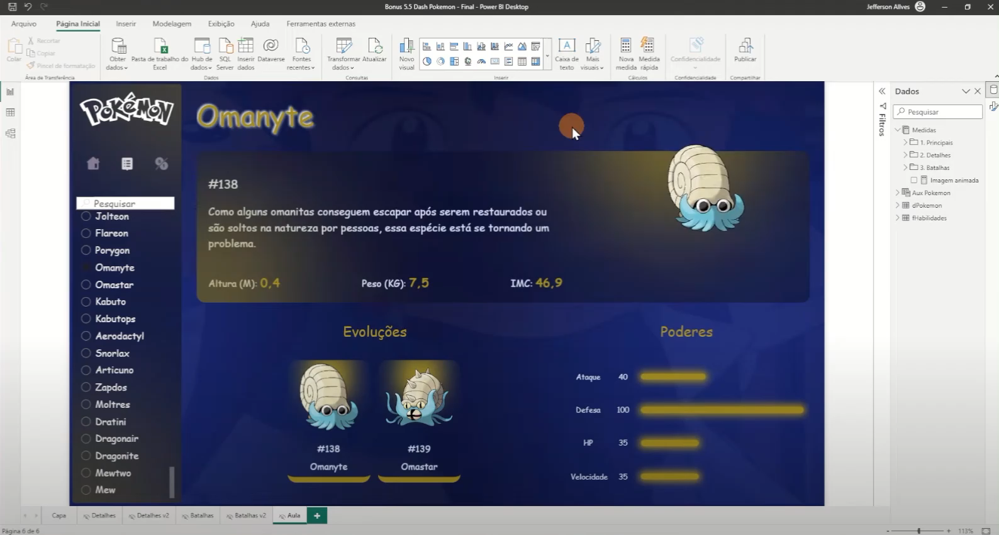 Bonus 5.5 Dash Pokemon - Final - Power BI Desktop
Jefferson Allves
Arquivo
Página Inicial
Inserir
Modelagem
Exibição
Ajuda
Ferramentas externas
Colar
Recortar
Copiar
Pincel de formatação
Área de Transferência
Obter dados
Pasta de trabalho do Excel
Hub de dados
SQL Server
Inserir dados
Dataverse
Fontes recentes
Dados
Transformar dados
Atualizar
Consultas
Novo visual
Caixa de texto
Mais visuais
Inserir
Nova medida
Medida rápida
Cálculos
Confidencialidade
Confidencialidade
Publicar
Compartilhar
POKéMON
Omanyte
#138
Como alguns omanitas conseguem escapar após serem restaurados ou
são soltos na natureza por pessoas, essa espécie está se tornando um
problema.
Altura (M): 0,4
Peso (KG): 7,5
IMC: 46,9
Pesquisar
Jolteon
Flareon
Porygon
Omanyte
Omastar
Kabuto
Kabutops
Aerodactyl
Snorlax
Articuno
Zapdos
Moltres
Dratini
Dragonair
Dragonite
Mewtwo
Mew
Evoluções
#138
Omanyte
#139
Omastar
Poderes
Ataque 40
Defesa 100
HP 35
Velocidade 35
Filtros
Dados
Pesquisar
Medidas
1. Principais
2. Detalhes
3. Batalhas
Imagem animada
Aux Pokemon
dPokemon
fHabilidades
Capa
Detalhes
Detalhes v2
Batalhas
Batalhas v2
Aula
Página 6 de 6
113%